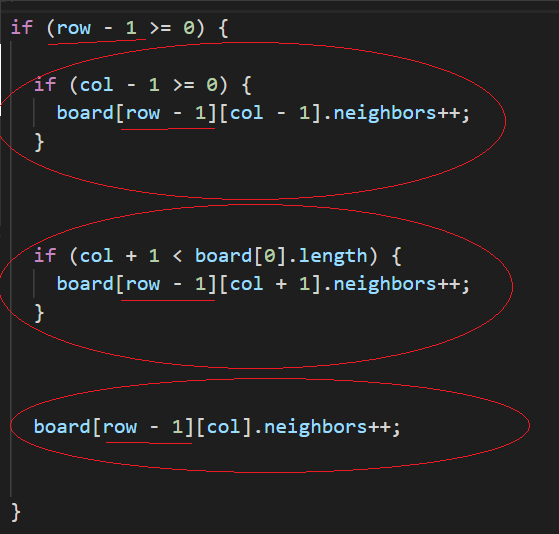 if (row - 1 >= 0) {
if (col - 1 >= 0) {
board[row - 1][col - 1].neighbors++;
}
if (col + 1 < board[0].length) {
board[row - 1][col + 1].neighbors++;
}
board[row - 1][col].neighbors++;
}